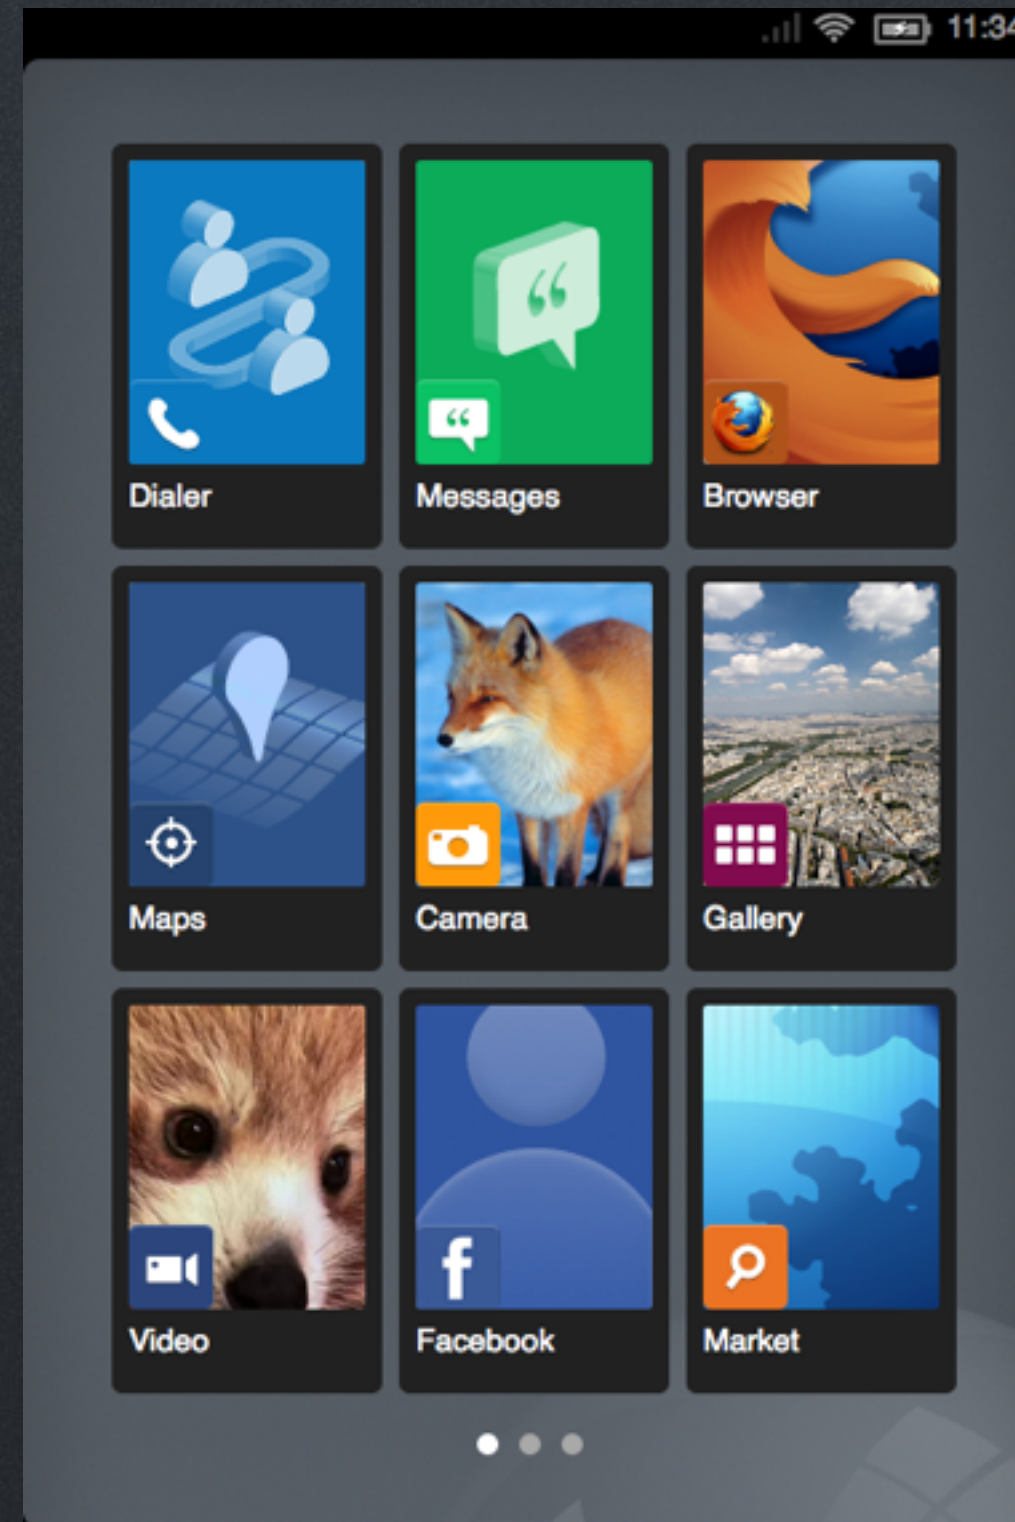 11:34
Dialer
Messages
Browser
Maps
Camera
Gallery
Video
Facebook
Market